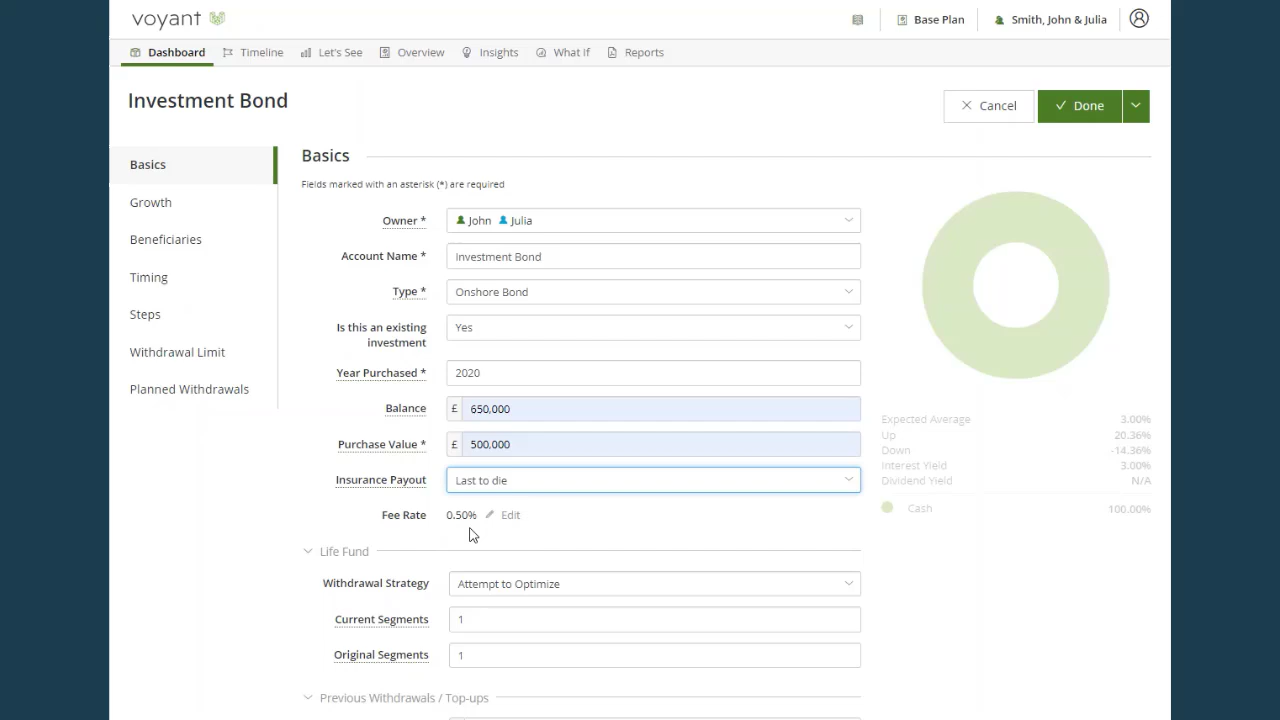 voyant
Base Plan
Smith, John & Julia
Dashboard
Timeline
Let's See
Overview
Insights
What If
Reports
Investment Bond
Cancel
Done
Basics
Growth
Beneficiaries
Timing
Steps
Withdrawal Limit
Planned Withdrawals
Basics
Fields marked with an asterisk (*) are required
Owner * John Julia
Account Name * Investment Bond
Type * Onshore Bond
Is this an existing
investment Yes
Year Purchased * 2020
Balance £ 650,000
Purchase Value * £ 500,000
Insurance Payout Last to die
Fee Rate 0.50% Edit
Life Fund
Withdrawal Strategy Attempt to Optimize
Current Segments 1
Original Segments 1
Previous Withdrawals / Top-ups
Expected Average 3.00%
Up 20.36%
Down -14.36%
Interest Yield 3.00%
Dividend Yield N/A
Cash 100.00%